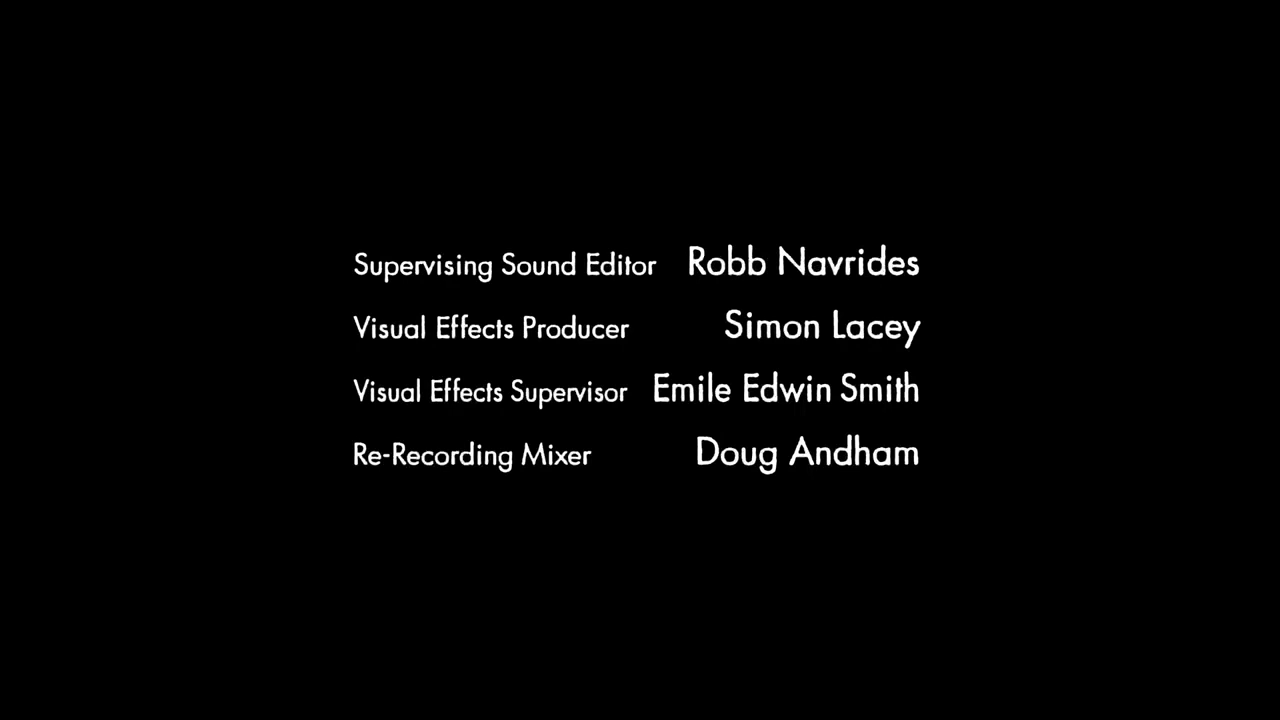 Supervising Sound Editor Robb Navrides
Visual Effects Producer Simon Lacey
Visual Effects Supervisor Emile Edwin Smith
Re-Recording Mixer Doug Andham